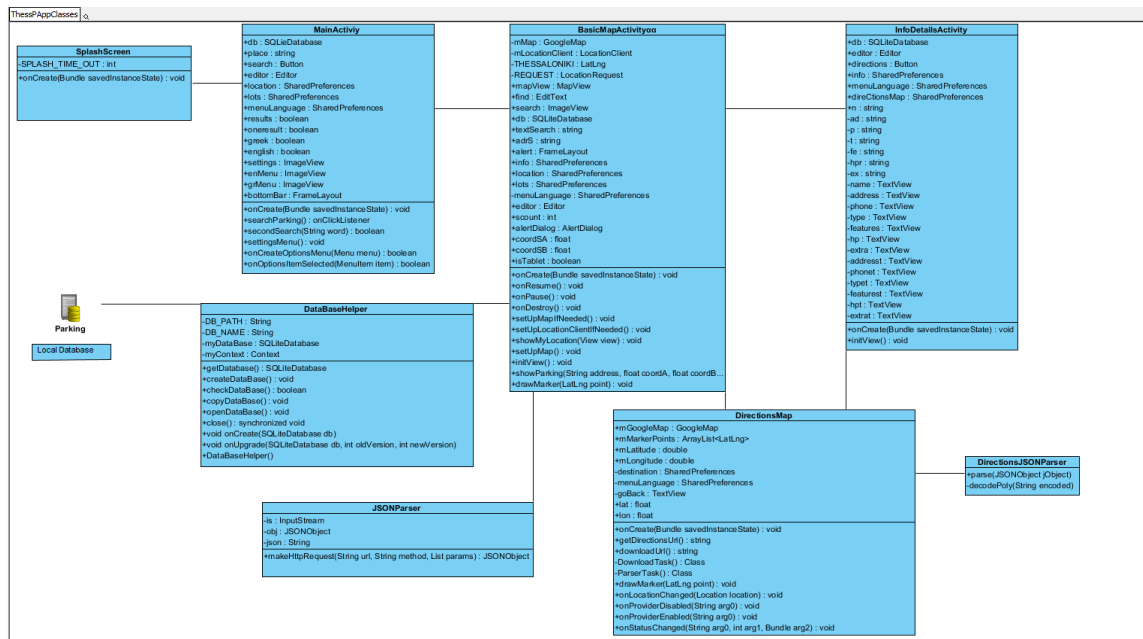 ThessPAppClasses
SplashScreen
-SPLASH_TIME_OUT : int
+onCreate(Bundle savedInstanceState) : void
MainActiviy
+db : SQLieDatabase
+place : string
+search : Button
+editor : Editor
+location : SharedPreferences
+lots : SharedPreferences
+menuLanguage : SharedPreferences
+results : boolean
+oneresult : boolean
+greek : boolean
+english : boolean
+settings : ImageView
+enMenu : ImageView
+grMenu : ImageView
+bottomBar : FrameLayout
+onCreate(Bundle savedInstanceState) : void
+searchParking() : onClickListener
+secondSearch(String word) : boolean
+settingsMenu() : void
+onCreateOptionsMenu(Menu menu) : boolean
+onOptionsItemSelected(MenuItem item) : boolean
BasicMapActivityαα
-mMap : GoogleMap
-mLocationClient : LocationClient
-THESSALONIKI : LatLng
-REQUEST : LocationRequest
+mapView : MapView
+find : EditText
+search : ImageView
+db : SQLiteDatabase
+textSearch : string
+adrS : string
+alert : FrameLayout
+info : SharedPreferences
+location : SharedPreferences
+lots : SharedPreferences
-menuLanguage : SharedPreferences
+editor : Editor
+scount : int
+alertDialog : AlertDialog
+coordSA : float
+coordSB : float
+isTablet : boolean
+onCreate(Bundle savedInstanceState) : void
+onResume() : void
+onPause() : void
+onDestroy() : void
+setUpMapIfNeeded() : void
+setUpLocationClientIfNeeded() : void
+showMyLocation(View view) : void
+setUpMap() : void
+initView() : void
+showParking(String address, float coordA, float coordB...
+drawMarker(LatLng point) : void
InfoDetailsActivity
+db : SQLiteDatabase
+editor : Editor
+directions : Button
+info : SharedPreferences
+menuLanguage : SharedPreferences
+direCtionsMap : SharedPreferences
+n : string
-ad : string
-p : string
-t : string
-fe : string
-hpr : string
-ex : string
-name : TextView
-address : TextView
-phone : TextView
-type : TextView
-features : TextView
-hp : TextView
-extra : TextView
-addresst : TextView
-phonet : TextView
-typet : TextView
-featurest : TextView
-hpt : TextView
-extrat : TextView
+onCreate(Bundle savedInstanceState) : void
+initView() : void
Parking
Local Database
DataBaseHelper
-DB_PATH : String
-DB_NAME : String
-myDataBase : SQLiteDatabase
-myContext : Context
+getDatabase() : SQLiteDatabase
+createDataBase() : void
+checkDataBase() : boolean
+copyDataBase() : void
+openDataBase() : void
+close() : synchronized void
+void onCreate(SQLiteDatabase db)
+void onUpgrade(SQLiteDatabase db, int oldVersion, int newVersion)
+DataBaseHelper()
JSONParser
-is : InputStream
-obj : JSONObject
-json : String
+makeHttpRequest(String url, String method, List params) : JSONObject
DirectionsMap
+mGoogleMap : GoogleMap
+mMarkerPoints : ArrayList<LatLng>
+mLatitude : double
+mLongitude : double
-destination : SharedPreferences
-menuLanguage : SharedPreferences
-goBack : TextView
+lat : float
+lon : float
+onCreate(Bundle savedInstanceState) : void
+getDirectionsUrl() : string
+downloadUrl() : string
-DownloadTask() : Class
-ParserTask() : Class
+drawMarker(LatLng point) : void
+onLocationChanged(Location location) : void
+onProviderDisabled(String arg0) : void
+onProviderEnabled(String arg0) : void
+onStatusChanged(String arg0, int arg1, Bundle arg2) : void
DirectionsJSONParser
+parse(JSONObject jObject)
-decodePoly(String encoded)